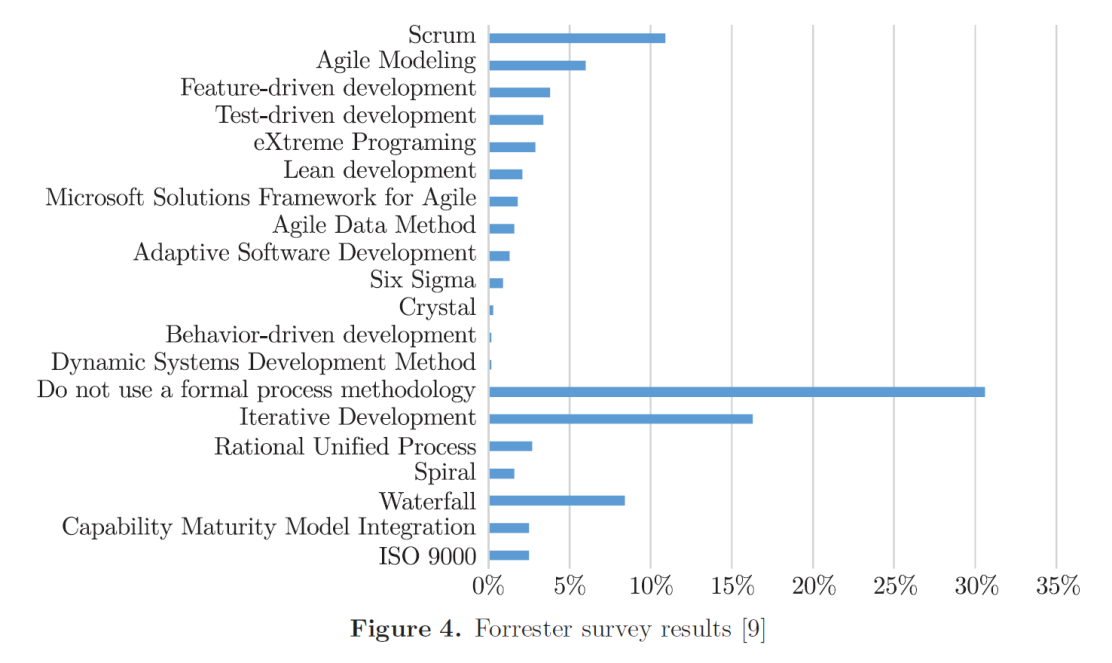 Scrum
Agile Modeling
Feature-driven development
Test-driven development
eXtreme Programing
Lean development
Microsoft Solutions Framework for Agile
Agile Data Method
Adaptive Software Development
Six Sigma
Crystal
Behavior-driven development
Dynamic Systems Development Method
Do not use a formal process methodology
Iterative Development
Rational Unified Process
Spiral
Waterfall
Capability Maturity Model Integration
ISO 9000
0% 5% 10% 15% 20% 25% 30% 35%
Figure 4. Forrester survey results [9]